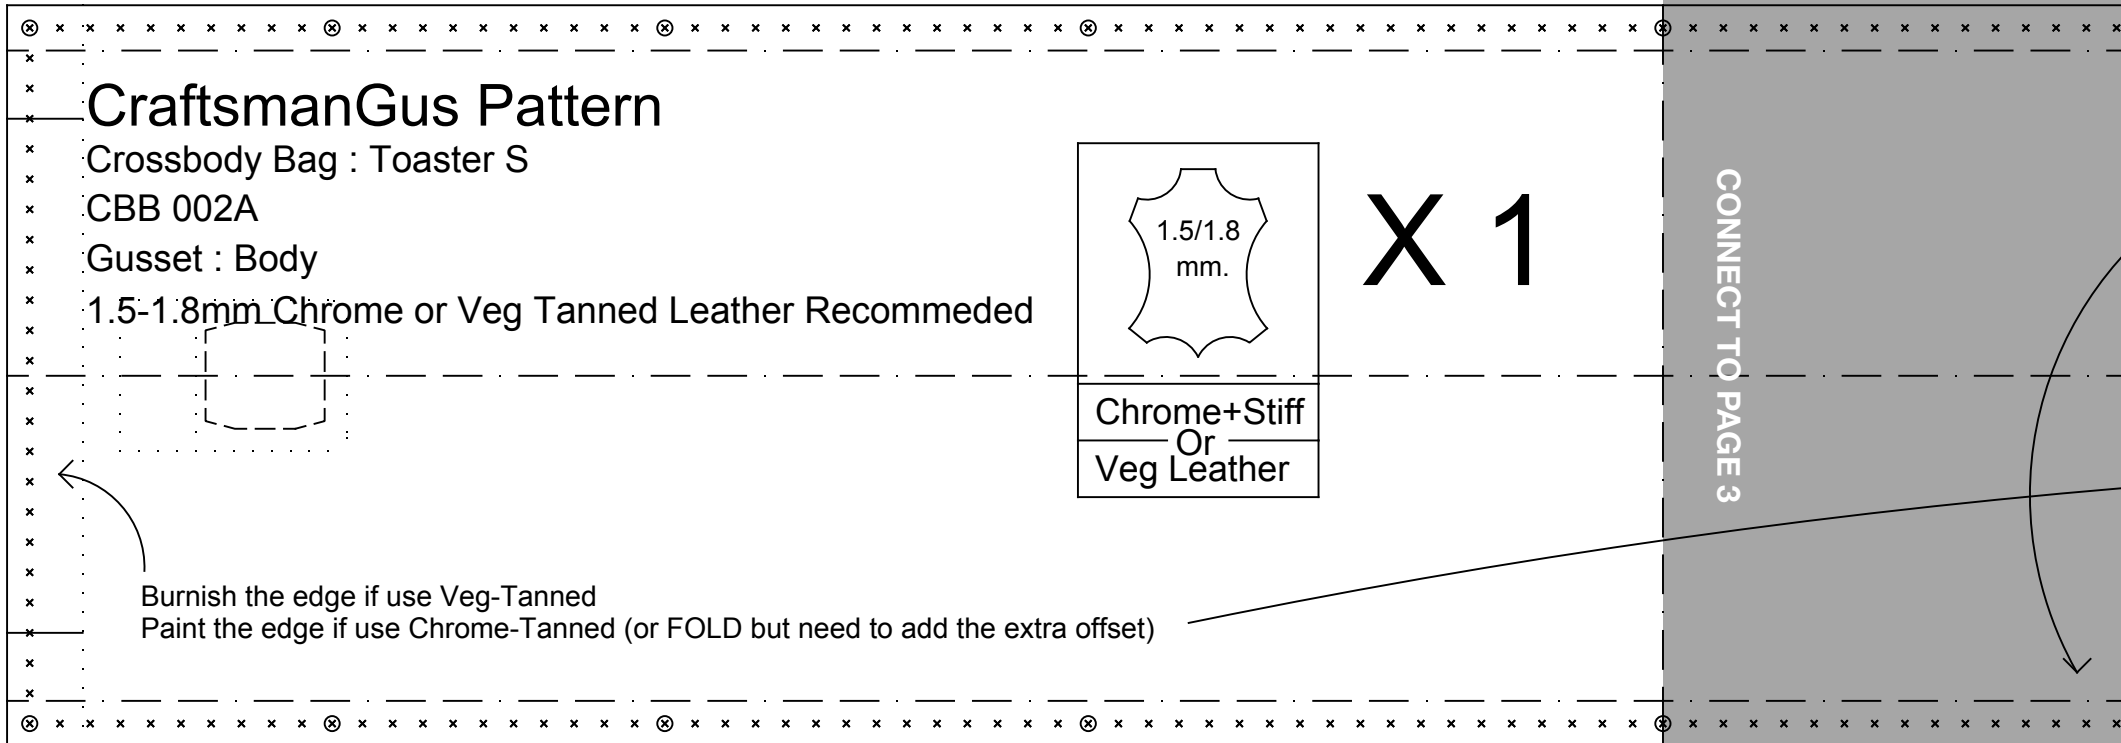 CraftsmanGus Pattern
Crossbody Bag : Toaster S
CBB 002A
Gusset : Body
1.5-1.8mm Chrome or Veg Tanned Leather Recommeded
1.5/1.8
mm.
Chrome+Stiff
Or
Veg Leather
X 1
CONNECT TO PAGE 3
Burnish the edge if use Veg-Tanned
Paint the edge if use Chrome-Tanned (or FOLD but need to add the extra offset)